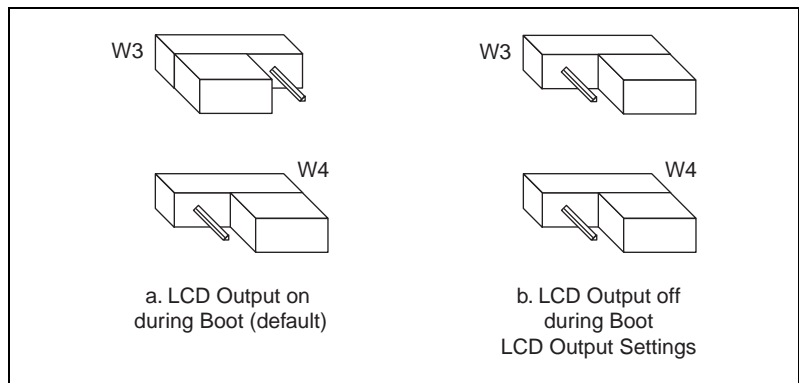 W3
W3
W4
W4
a. LCD Output on
during Boot (default)
b. LCD Output off
during Boot
LCD Output Settings